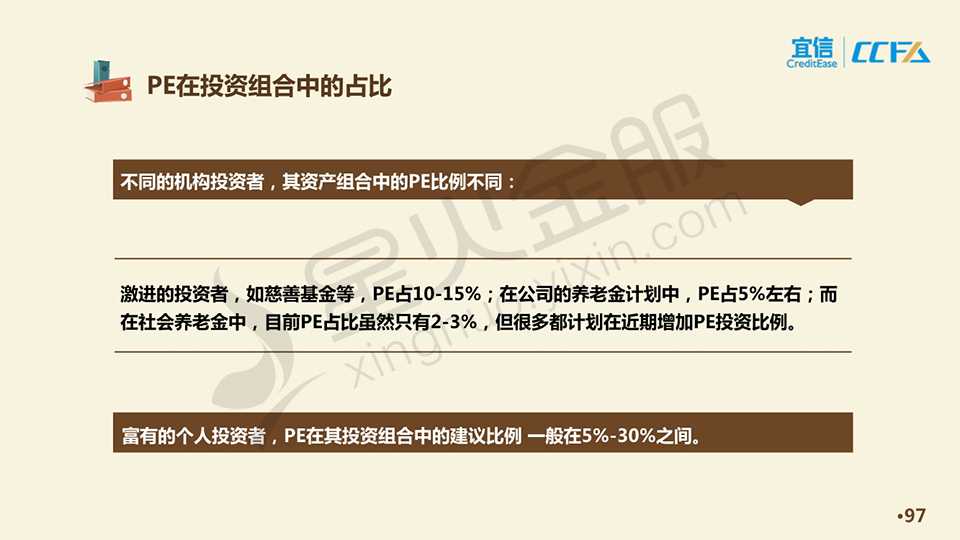 宜信
CreditEase
CCFA
PE在投资组合中的占比
不同的机构投资者，其资产组合中的PE比例不同：
激进的投资者，如慈善基金等，PE占10-15%；在公司的养老金计划中，PE占5%左右；而
在社会养老金中，目前PE占比虽然只有2-3%，但很多都计划在近期增加PE投资比例。
富有的个人投资者，PE在其投资组合中的建议比例 一般在5%-30%之间。
星火金服
xinghuoyixin.com
•97